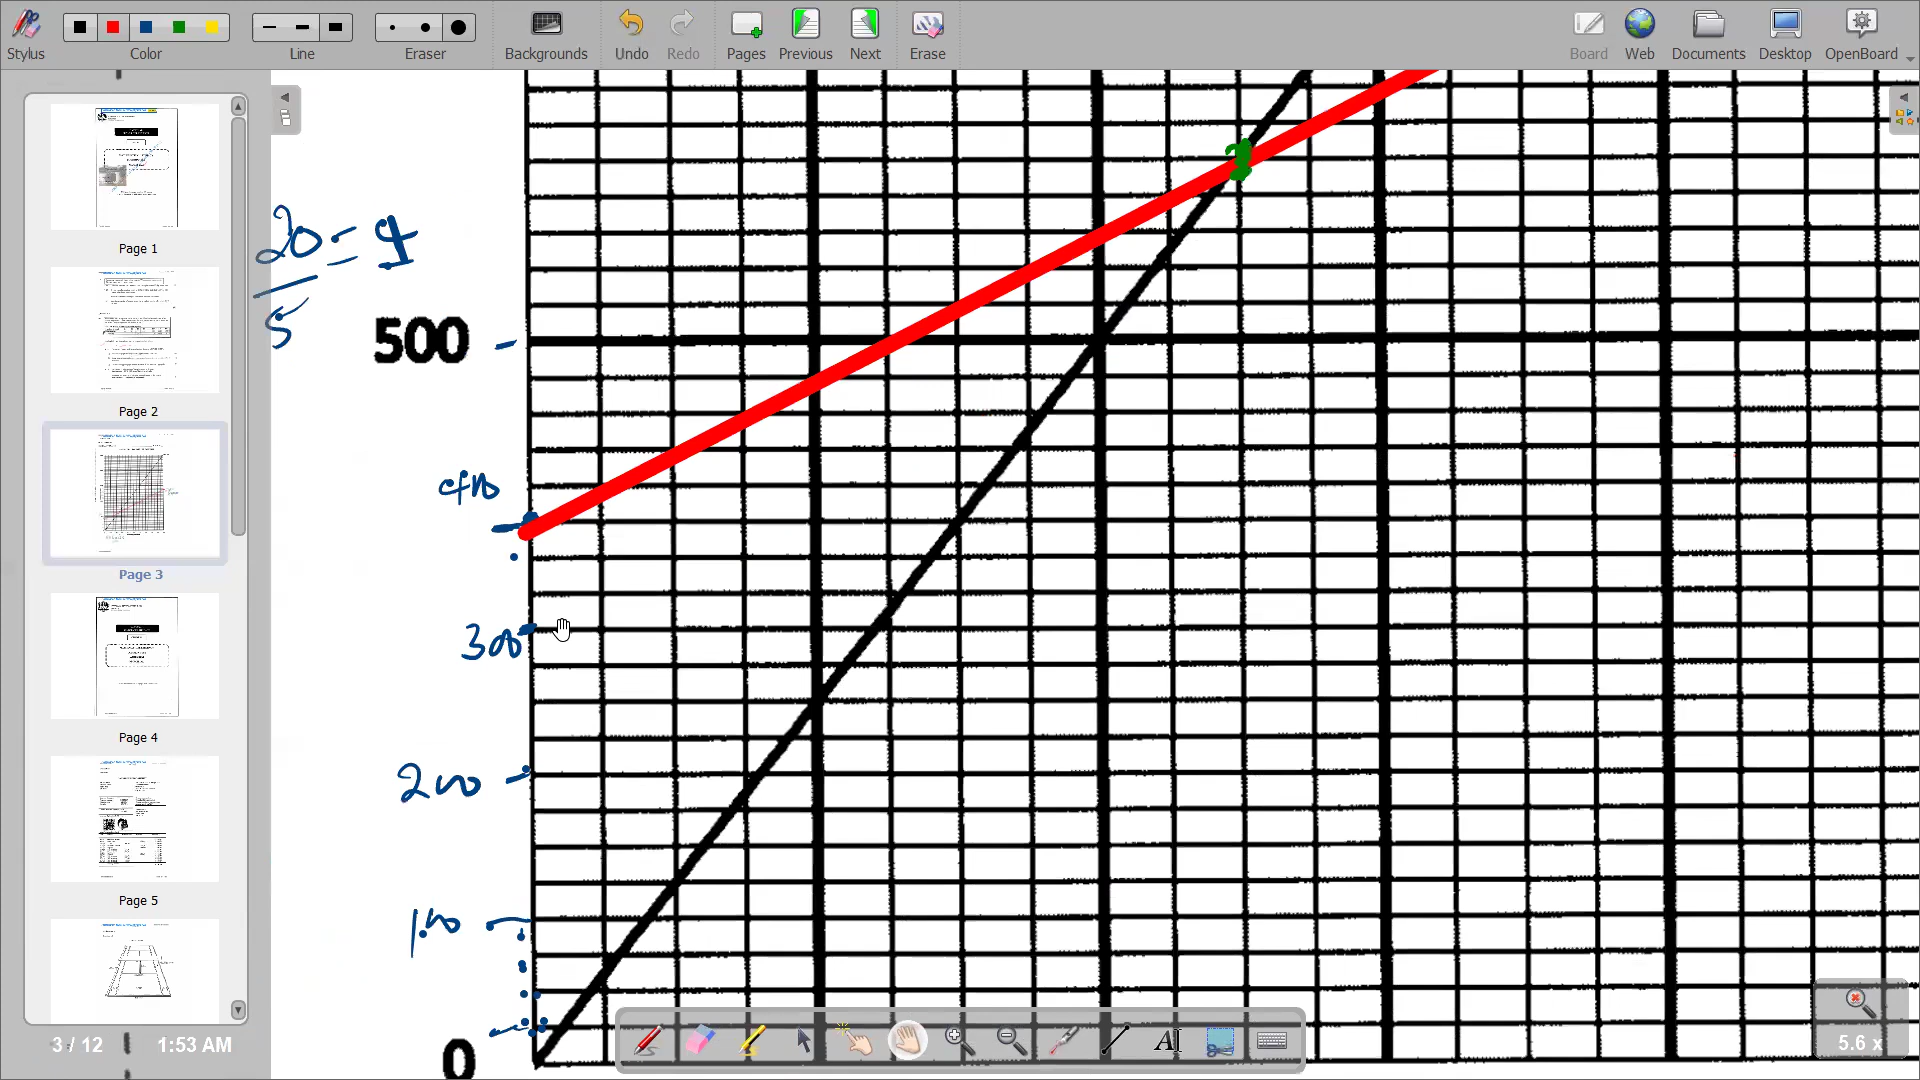 Stylus Color Line Eraser Backgrounds Undo Redo Pages Previous Next Erase Board Web Documents Desktop OpenBoard
Page 1
Page 2
Page 3
Page 4
Page 5
3 / 12 1:53 AM
20 = 4
5
500
400
300
200
100
0
5.6 x